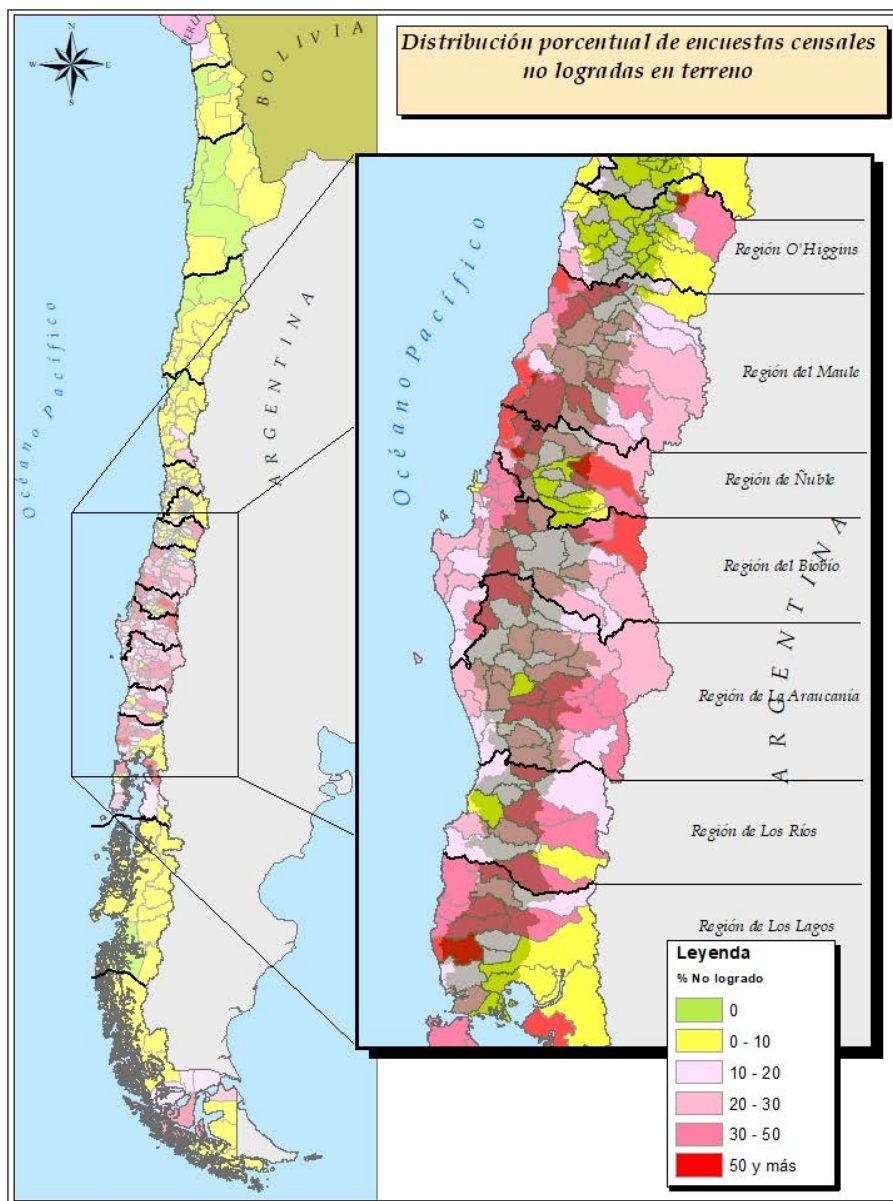 Distribución porcentual de encuestas censales
no logradas en terreno
N
W
E
S
PERÚ
BOLIVIA
Océano Pacífico
ARGENTINA
Océano Pacífico
ARGENTINA
Región O'Higgins
Región del Maule
Región de Ñuble
Región del Biobío
Región de La Araucanía
Región de Los Ríos
Región de Los Lagos
Leyenda
% No logrado
0
0 - 10
10 - 20
20 - 30
30 - 50
50 y más